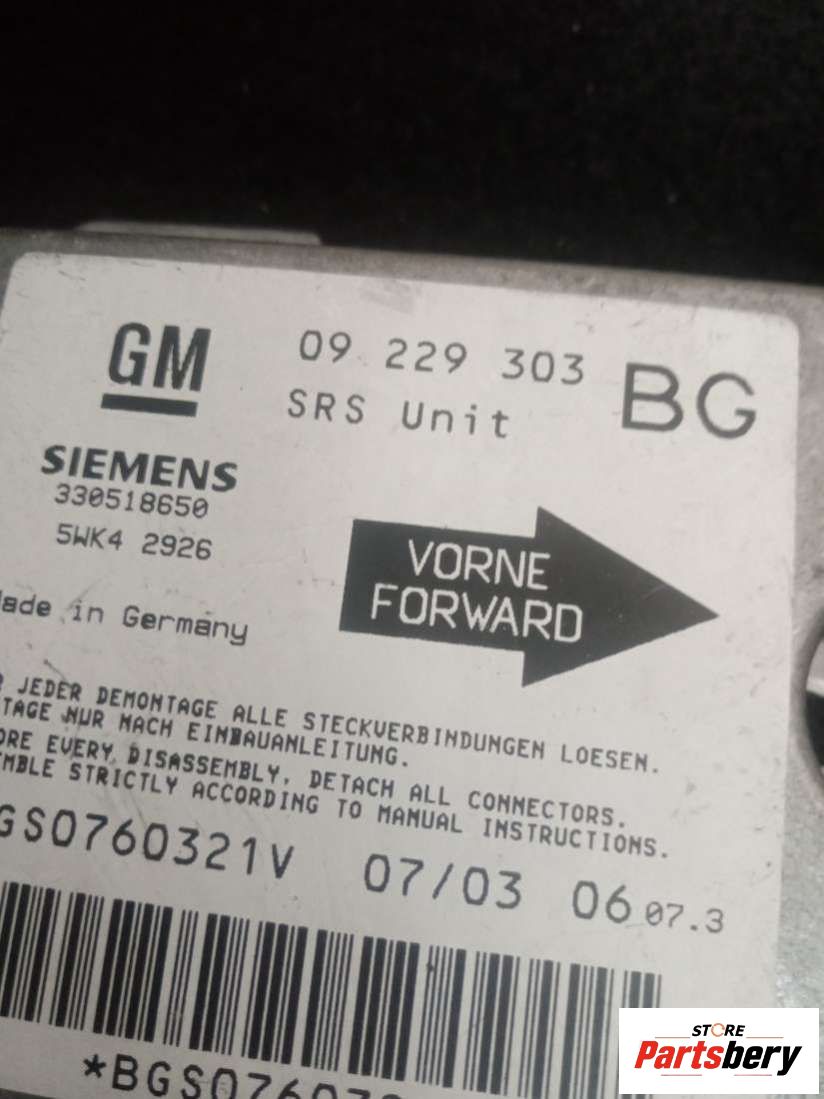 GM
09 229 303 BG
SRS Unit
SIEMENS
330518650
5WK4 2926
VORNE
FORWARD
ade in Germany
JEDER DEMONTAGE ALLE STECKVERBINDUNGEN LOESEN.
TAGE NUR NACH EINBAUANLEITUNG.
ORE EVERY DISASSEMBLY, DETACH ALL CONNECTORS.
EMBLE STRICTLY ACCORDING TO MANUAL INSTRUCTIONS.
GS0760321V 07/03 06 07.3
*BGS07603
STORE
Partsbery